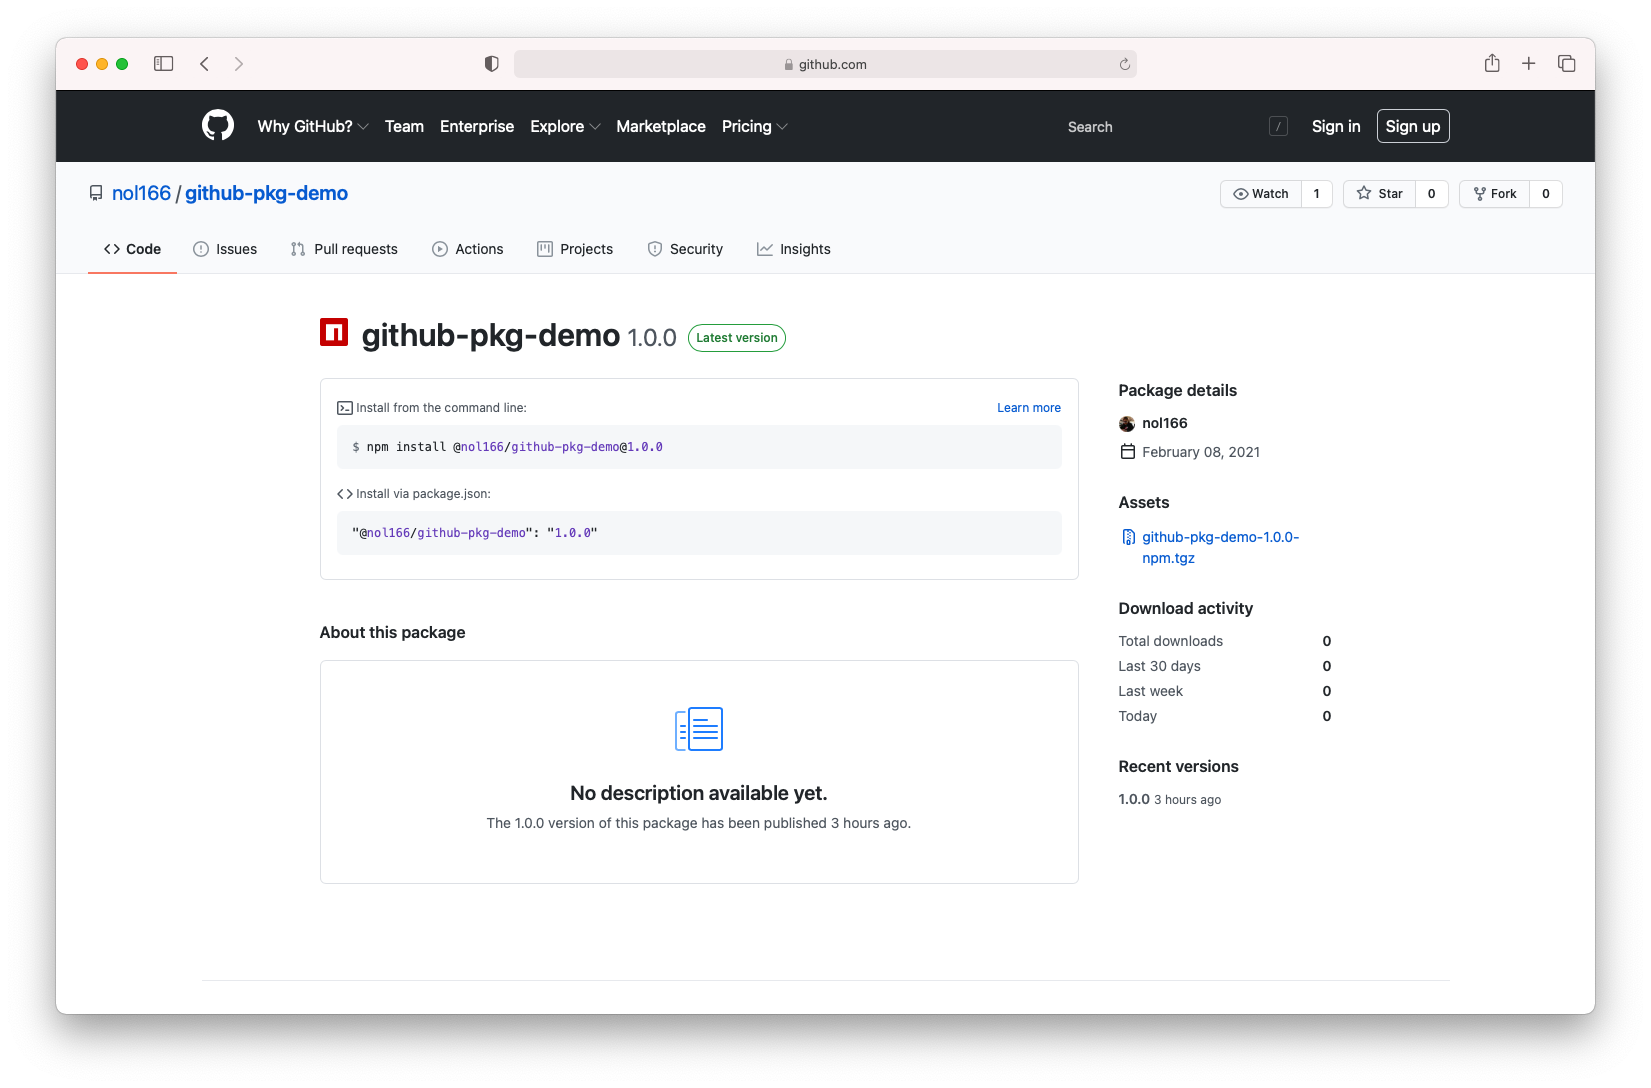 github.com
Why GitHub? Team Enterprise Explore Marketplace Pricing Search / Sign in Sign up
nol166 / github-pkg-demo Watch 1 Star 0 Fork 0
Code Issues Pull requests Actions Projects Security Insights
github-pkg-demo 1.0.0 Latest version
Install from the command line: Learn more
$ npm install @nol166/github-pkg-demo@1.0.0
Install via package.json:
"@nol166/github-pkg-demo": "1.0.0"
About this package
No description available yet.
The 1.0.0 version of this package has been published 3 hours ago.
Package details
nol166
February 08, 2021
Assets
github-pkg-demo-1.0.0-
npm.tgz
Download activity
Total downloads 0
Last 30 days 0
Last week 0
Today 0
Recent versions
1.0.0 3 hours ago